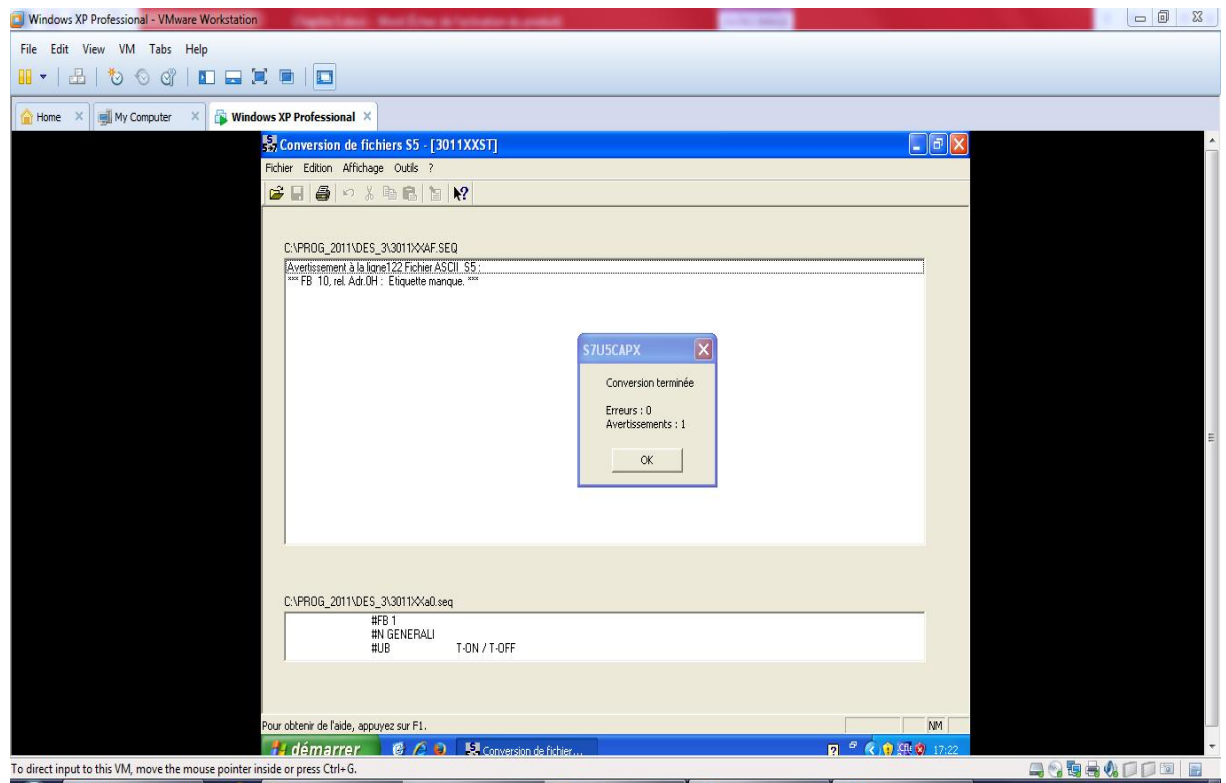 Windows XP Professional - VMware Workstation
File Edit View VM Tabs Help
Home
My Computer
Windows XP Professional
Conversion de fichiers S5 - [3011XXST]
Fichier Edition Affichage Outils ?
C:\PROG_2011\DES_3\3011XXAF.SEQ
Avertissement à la ligne122 Fichier ASCII S5 :
*** FB 10, rel. Adr.0H : Etiquette manque. ***
S7U5CAPX
Conversion terminée
Erreurs : 0
Avertissements : 1
OK
C:\PROG_2011\DES_3\3011XXa0.seq
#FB 1
#N GENERALI
#UB T-ON / T-OFF
Pour obtenir de l'aide, appuyez sur F1.
NM
démarrer
Conversion de fichier...
17:22
To direct input to this VM, move the mouse pointer inside or press Ctrl+G.